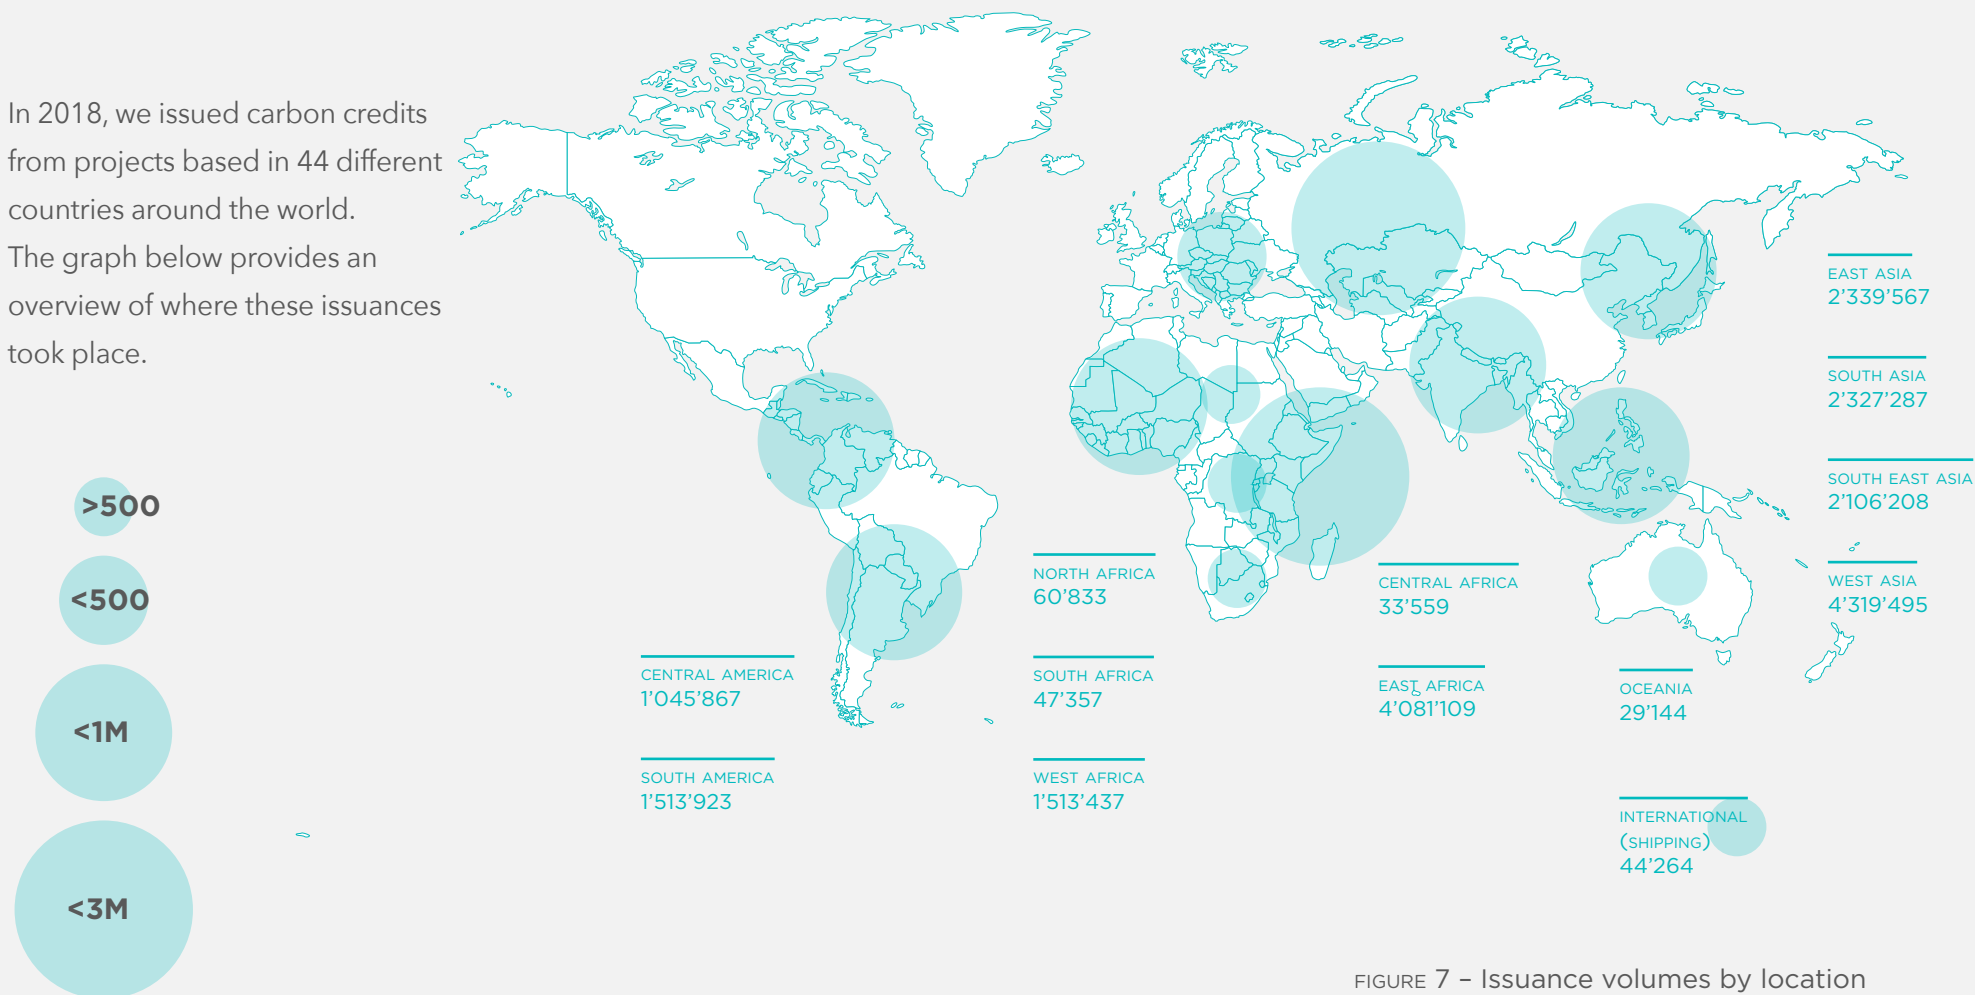 In 2018, we issued carbon credits
from projects based in 44 different
countries around the world.
The graph below provides an
overview of where these issuances
took place.
>500
<500
<1M
<3M
CENTRAL AMERICA
1'045'867
SOUTH AMERICA
1'513'923
NORTH AFRICA
60'833
SOUTH AFRICA
47'357
WEST AFRICA
1'513'437
CENTRAL AFRICA
33'559
EAST AFRICA
4'081'109
OCEANIA
29'144
INTERNATIONAL
(SHIPPING)
44'264
EAST ASIA
2'339'567
SOUTH ASIA
2'327'287
SOUTH EAST ASIA
2'106'208
WEST ASIA
4'319'495
FIGURE 7 – Issuance volumes by location